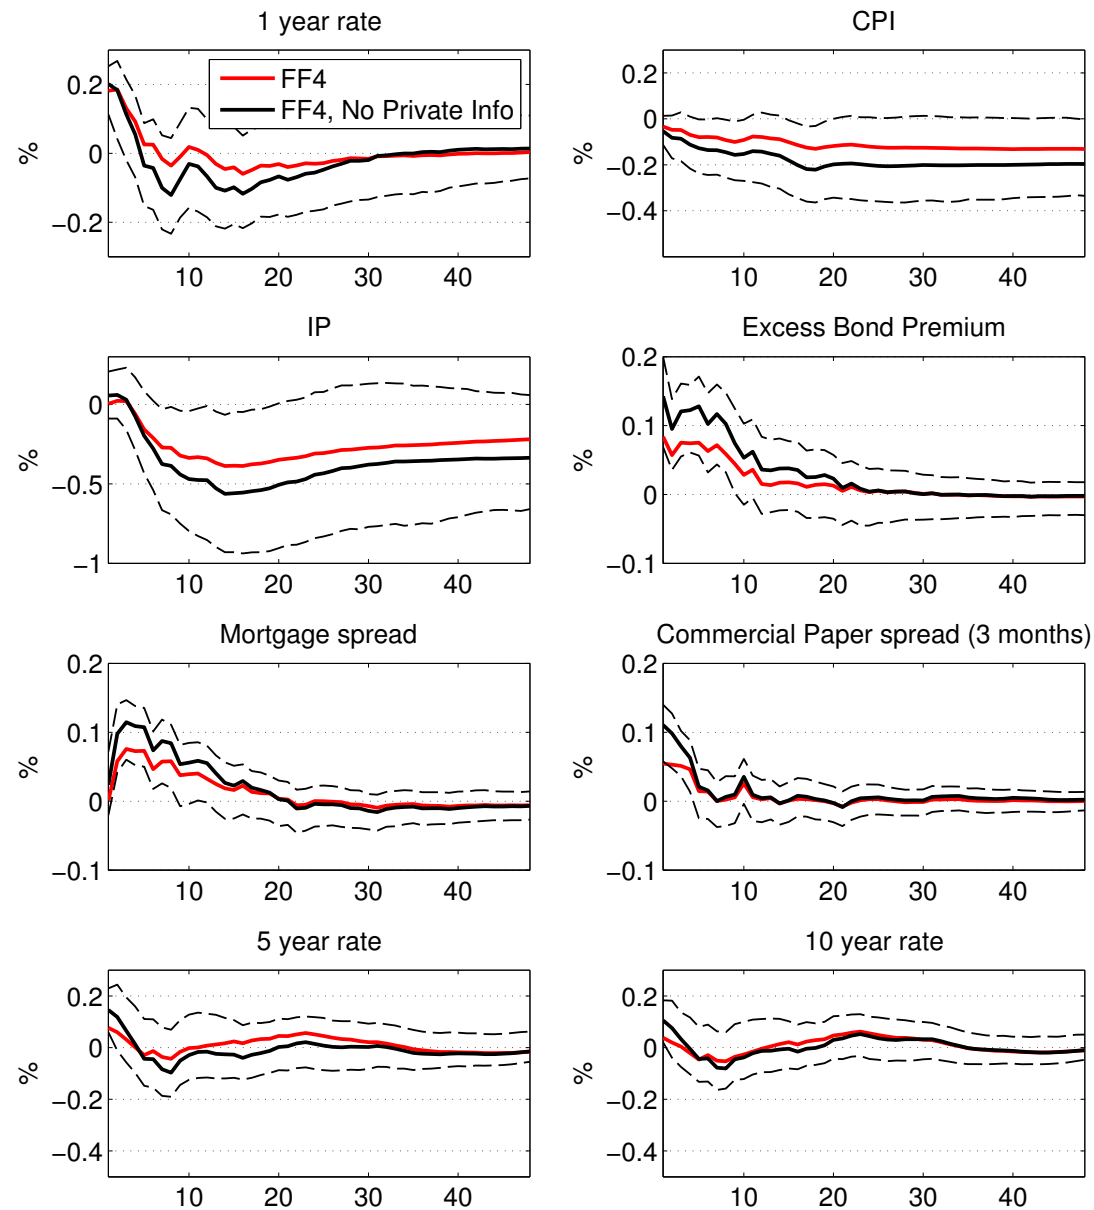 1 year rate
%
0.2
0
−0.2
10 20 30 40
FF4
FF4, No Private Info
CPI
%
0.2
0
−0.2
−0.4
10 20 30 40
IP
%
0
−0.5
−1
10 20 30 40
Excess Bond Premium
%
0.2
0.1
0
−0.1
10 20 30 40
Mortgage spread
%
0.2
0.1
0
−0.1
10 20 30 40
Commercial Paper spread (3 months)
%
0.2
0.1
0
−0.1
10 20 30 40
5 year rate
%
0.2
0
−0.2
−0.4
10 20 30 40
10 year rate
%
0.2
0
−0.2
−0.4
10 20 30 40